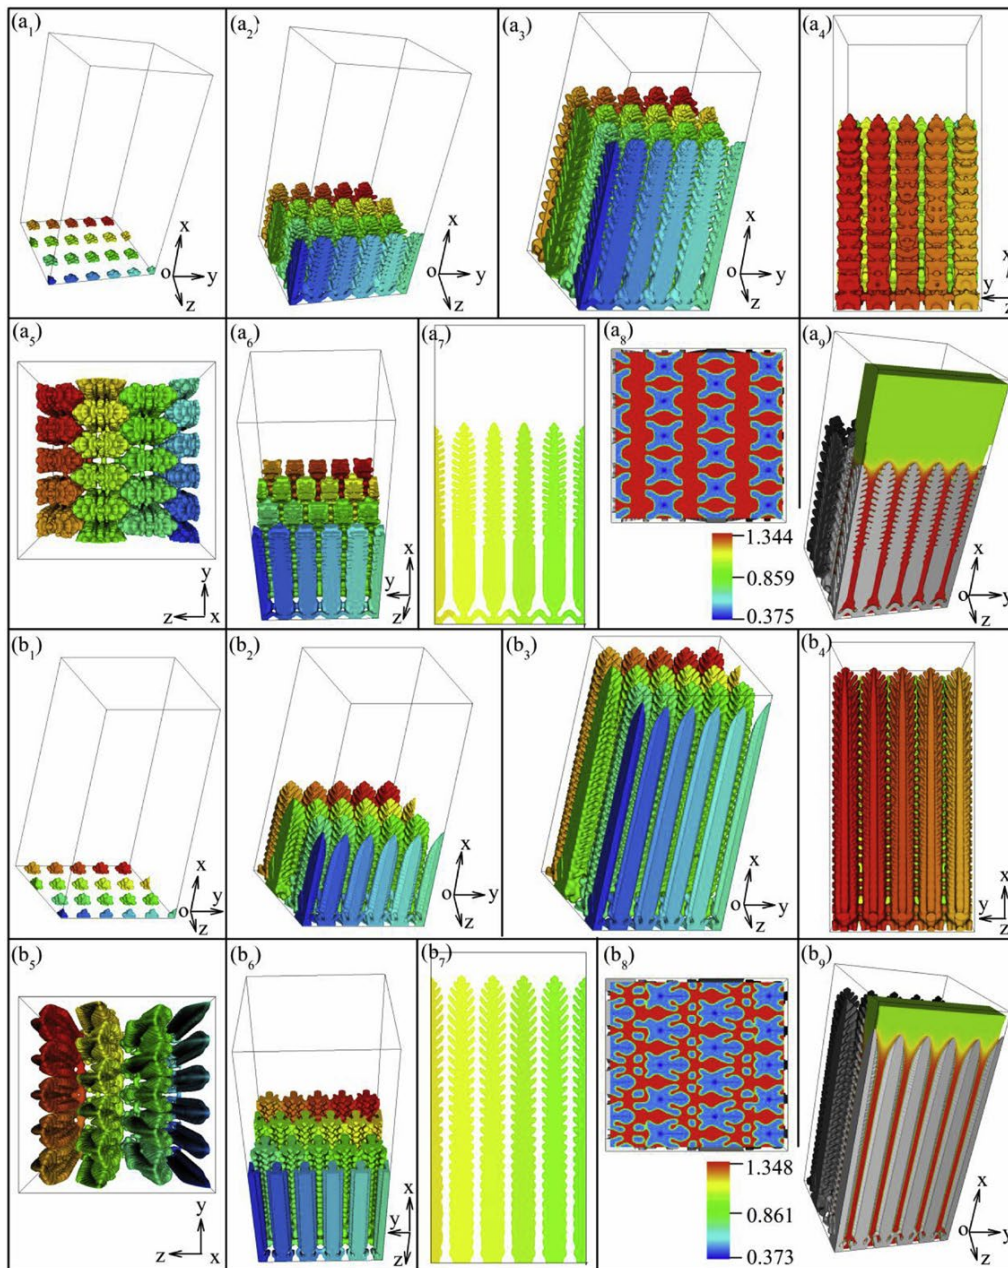 (a1)
(a2)
(a3)
(a4)
x
o
y
z
x
o
y
z
x
o
y
z
x
y
z
(a5)
(a6)
(a7)
(a8)
(a9)
y
z
x
x
y
z
1.344
0.859
0.375
x
o
y
z
(b1)
(b2)
(b3)
(b4)
x
o
y
z
x
o
y
z
x
o
y
z
x
y
z
(b5)
(b6)
(b7)
(b8)
(b9)
y
z
x
x
y
z
1.348
0.861
0.373
x
o
y
z